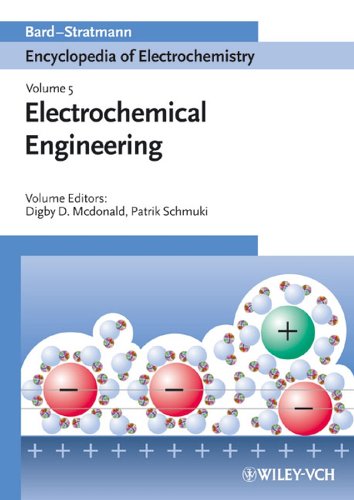 Bard–Stratmann
Encyclopedia of Electrochemistry
Volume 5
Electrochemical
Engineering
Volume Editors:
Digby D. Mcdonald, Patrik Schmuki
+
−
−
−
+ + + + + + + + + + + + + + + + + + + +
WILEY-VCH